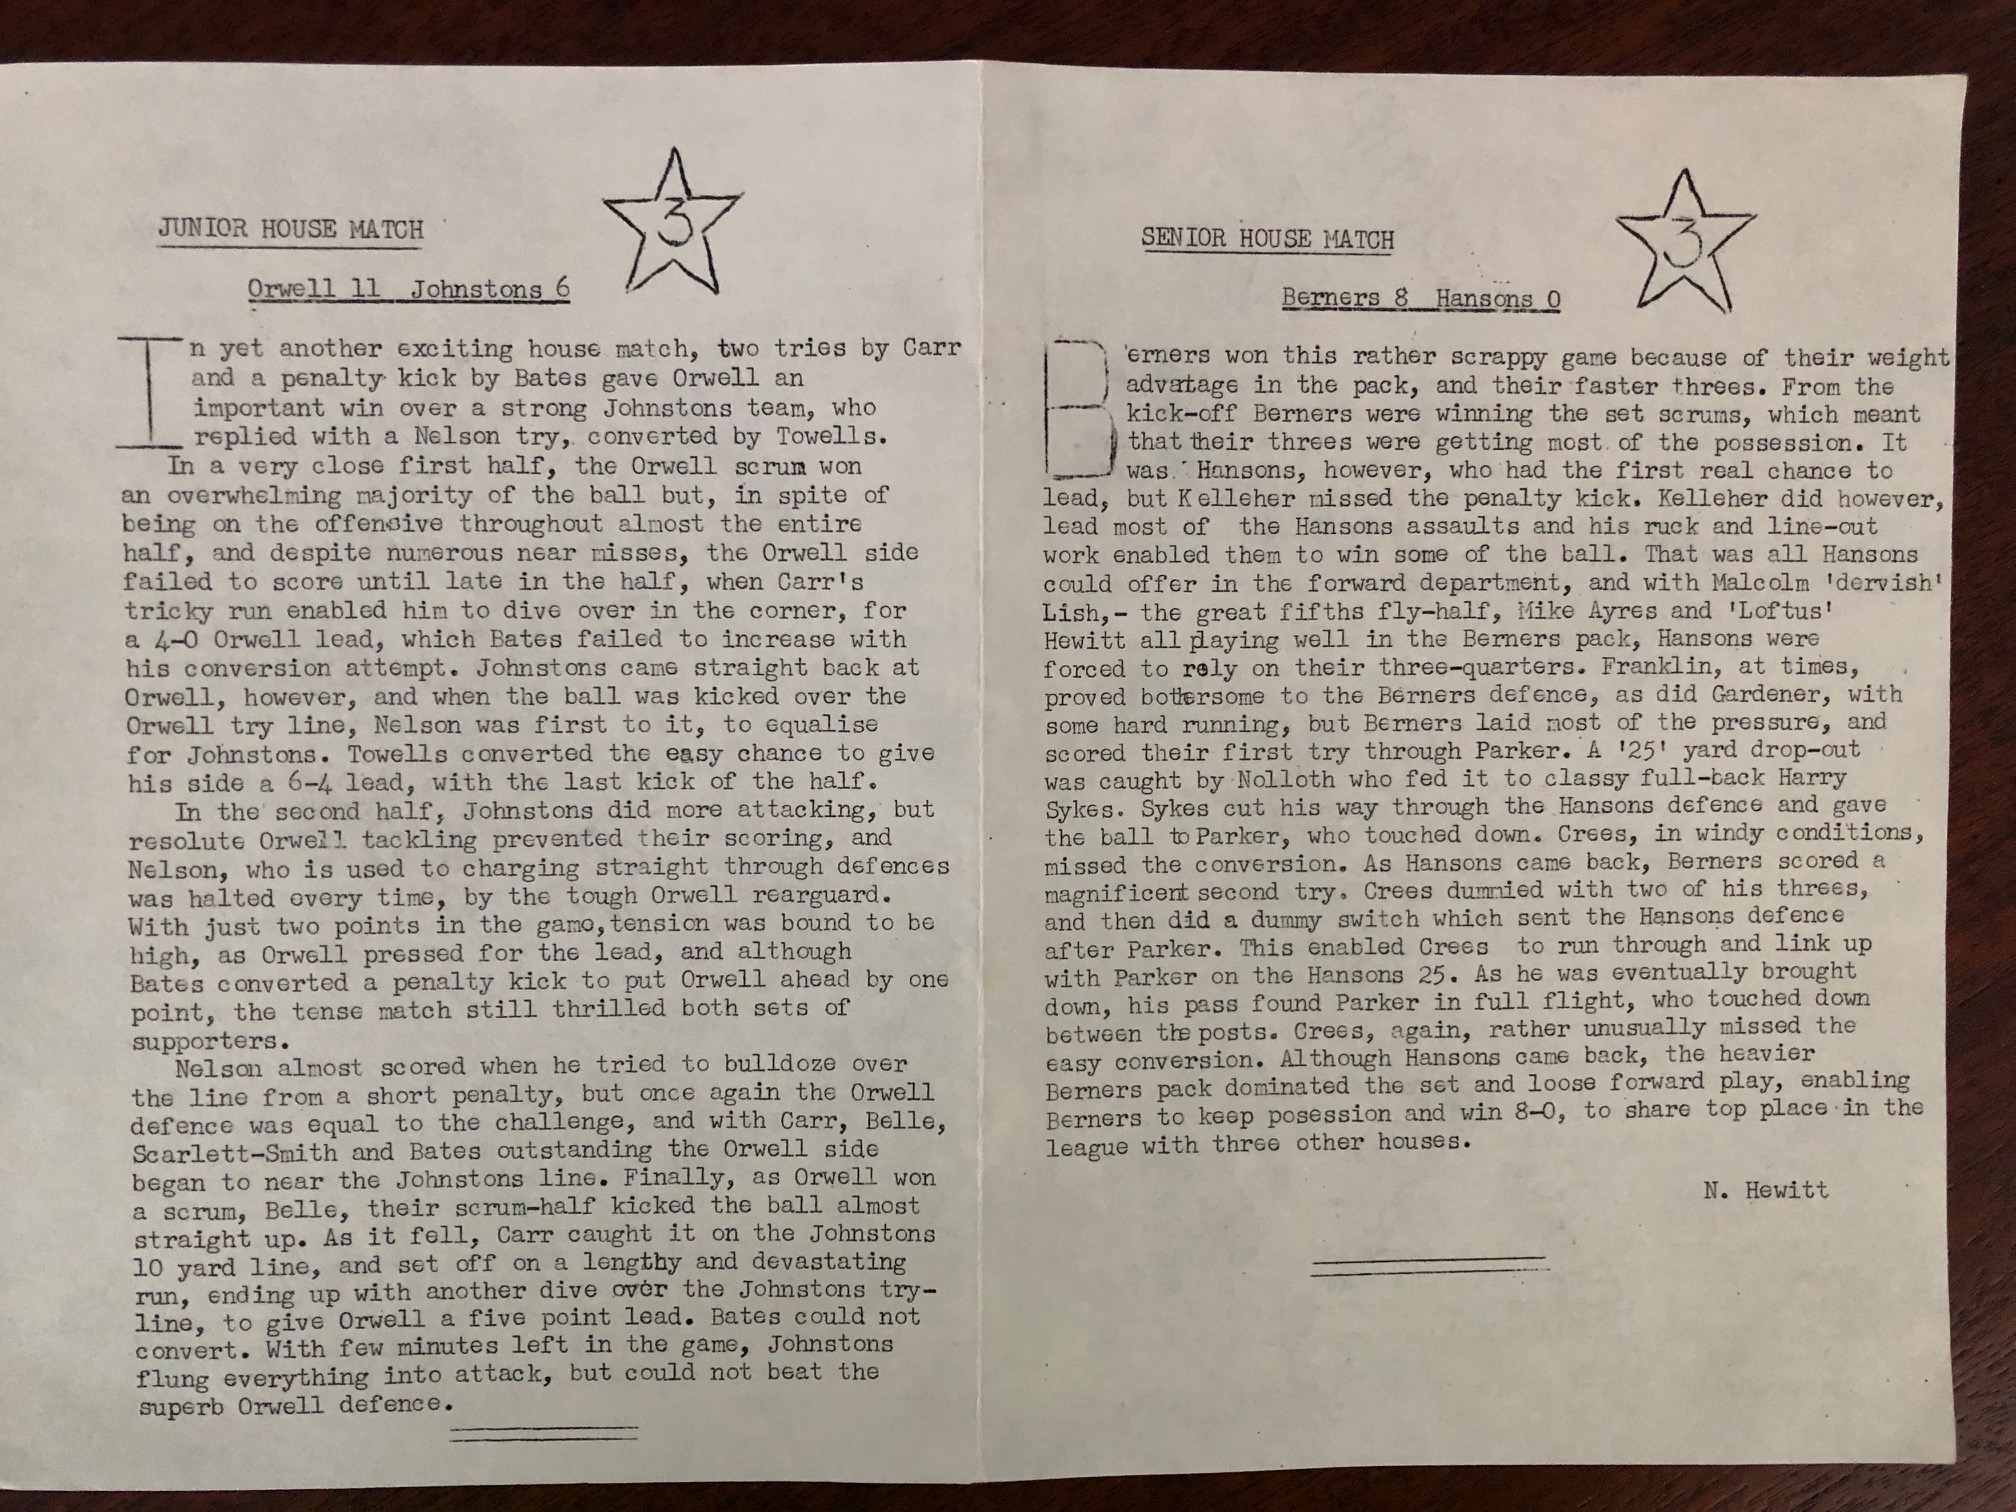 JUNIOR HOUSE MATCH
3
Orwell 11 Johnstons 6
In yet another exciting house match, two tries by Carr
and a penalty kick by Bates gave Orwell an
important win over a strong Johnstons team, who
replied with a Nelson try, converted by Towells.
In a very close first half, the Orwell scrum won
an overwhelming majority of the ball but, in spite of
being on the offensive throughout almost the entire
half, and despite numerous near misses, the Orwell side
failed to score until late in the half, when Carr's
tricky run enabled him to dive over in the corner, for
a 4-0 Orwell lead, which Bates failed to increase with
his conversion attempt. Johnstons came straight back at
Orwell, however, and when the ball was kicked over the
Orwell try line, Nelson was first to it, to equalise
for Johnstons. Towells converted the easy chance to give
his side a 6-4 lead, with the last kick of the half.
In the second half, Johnstons did more attacking, but
resolute Orwell tackling prevented their scoring, and
Nelson, who is used to charging straight through defences
was halted every time, by the tough Orwell rearguard.
With just two points in the game, tension was bound to be
high, as Orwell pressed for the lead, and although
Bates converted a penalty kick to put Orwell ahead by one
point, the tense match still thrilled both sets of
supporters.
Nelson almost scored when he tried to bulldoze over
the line from a short penalty, but once again the Orwell
defence was equal to the challenge, and with Carr, Belle,
Scarlett-Smith and Bates outstanding the Orwell side
began to near the Johnstons line. Finally, as Orwell won
a scrum, Belle, their scrum-half kicked the ball almost
straight up. As it fell, Carr caught it on the Johnstons
10 yard line, and set off on a lengthy and devastating
run, ending up with another dive over the Johnstons try-
line, to give Orwell a five point lead. Bates could not
convert. With few minutes left in the game, Johnstons
flung everything into attack, but could not beat the
superb Orwell defence.
SENIOR HOUSE MATCH
3
Berners 8 Hansons 0
Berners won this rather scrappy game because of their weight
advatage in the pack, and their faster threes. From the
kick-off Berners were winning the set scrums, which meant
that their threes were getting most of the possession. It
was Hansons, however, who had the first real chance to
lead, but Kelleher missed the penalty kick. Kelleher did however,
lead most of the Hansons assaults and his ruck and line-out
work enabled them to win some of the ball. That was all Hansons
could offer in the forward department, and with Malcolm 'dervish'
Lish,- the great fifths fly-half, Mike Ayres and 'Loftus'
Hewitt all playing well in the Berners pack, Hansons were
forced to rely on their three-quarters. Franklin, at times,
proved bothersome to the Berners defence, as did Gardener, with
some hard running, but Berners laid most of the pressure, and
scored their first try through Parker. A '25' yard drop-out
was caught by Nolloth who fed it to classy full-back Harry
Sykes. Sykes cut his way through the Hansons defence and gave
the ball to Parker, who touched down. Crees, in windy conditions,
missed the conversion. As Hansons came back, Berners scored a
magnificent second try. Crees dummied with two of his threes,
and then did a dummy switch which sent the Hansons defence
after Parker. This enabled Crees to run through and link up
with Parker on the Hansons 25. As he was eventually brought
down, his pass found Parker in full flight, who touched down
between the posts. Crees, again, rather unusually missed the
easy conversion. Although Hansons came back, the heavier
Berners pack dominated the set and loose forward play, enabling
Berners to keep posession and win 8-0, to share top place in the
league with three other houses.
N. Hewitt